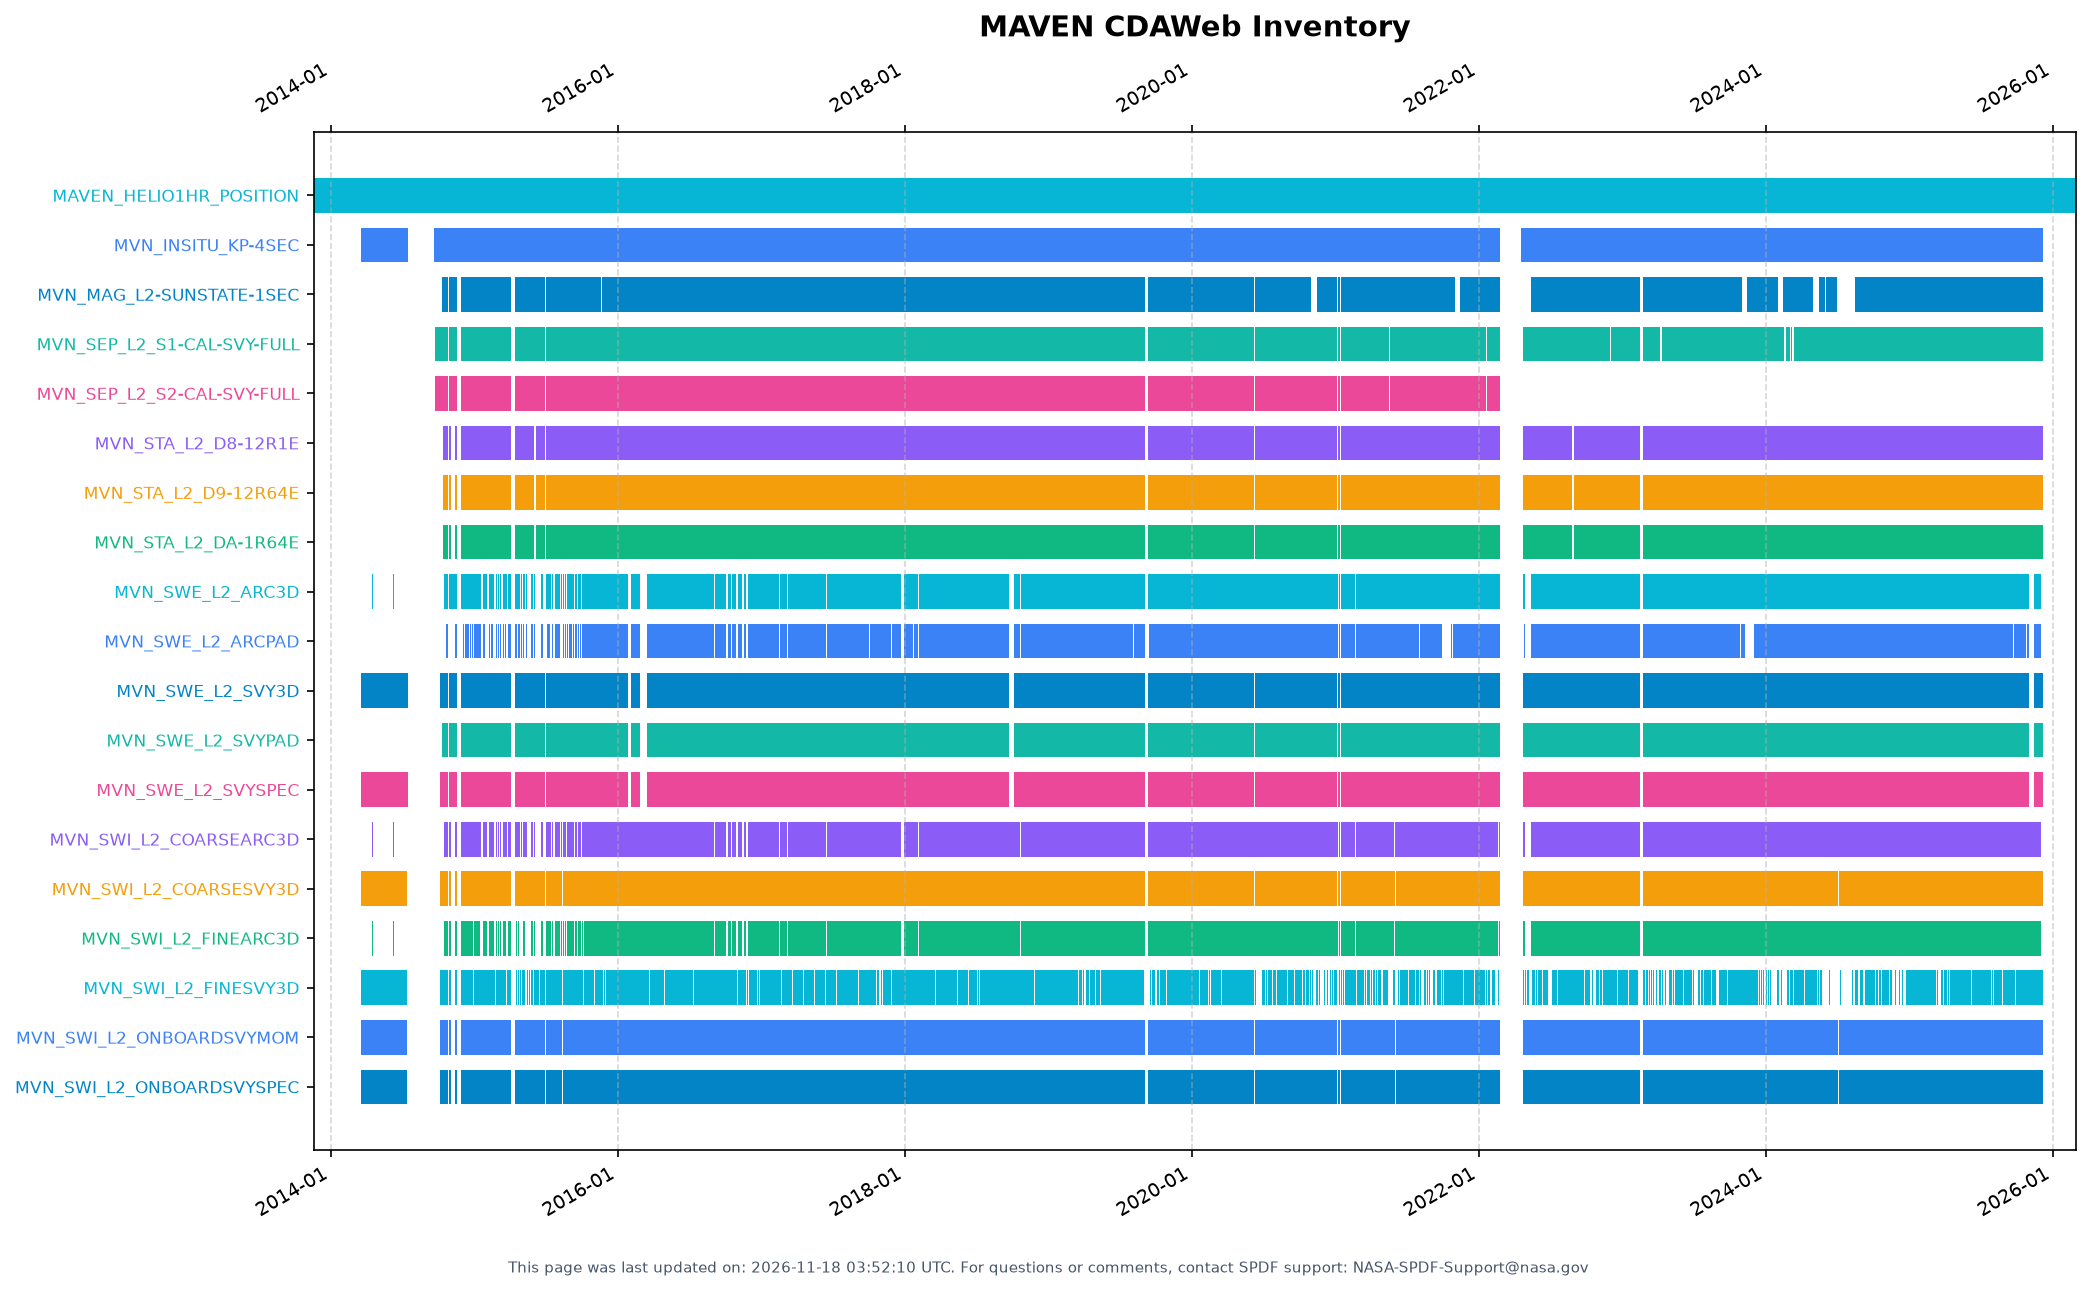 MAVEN CDAWeb Inventory
2014-01 2016-01 2018-01 2020-01 2022-01 2024-01 2026-01
MAVEN_HELIO1HR_POSITION
MVN_INSITU_KP-4SEC
MVN_MAG_L2-SUNSTATE-1SEC
MVN_SEP_L2_S1-CAL-SVY-FULL
MVN_SEP_L2_S2-CAL-SVY-FULL
MVN_STA_L2_D8-12R1E
MVN_STA_L2_D9-12R64E
MVN_STA_L2_DA-1R64E
MVN_SWE_L2_ARC3D
MVN_SWE_L2_ARCPAD
MVN_SWE_L2_SVY3D
MVN_SWE_L2_SVYPAD
MVN_SWE_L2_SVYSPEC
MVN_SWI_L2_COARSEARC3D
MVN_SWI_L2_COARSESVY3D
MVN_SWI_L2_FINEARC3D
MVN_SWI_L2_FINESVY3D
MVN_SWI_L2_ONBOARDSVYMOM
MVN_SWI_L2_ONBOARDSVYSPEC
2014-01 2016-01 2018-01 2020-01 2022-01 2024-01 2026-01
This page was last updated on: 2026-11-18 03:52:10 UTC. For questions or comments, contact SPDF support: NASA-SPDF-Support@nasa.gov